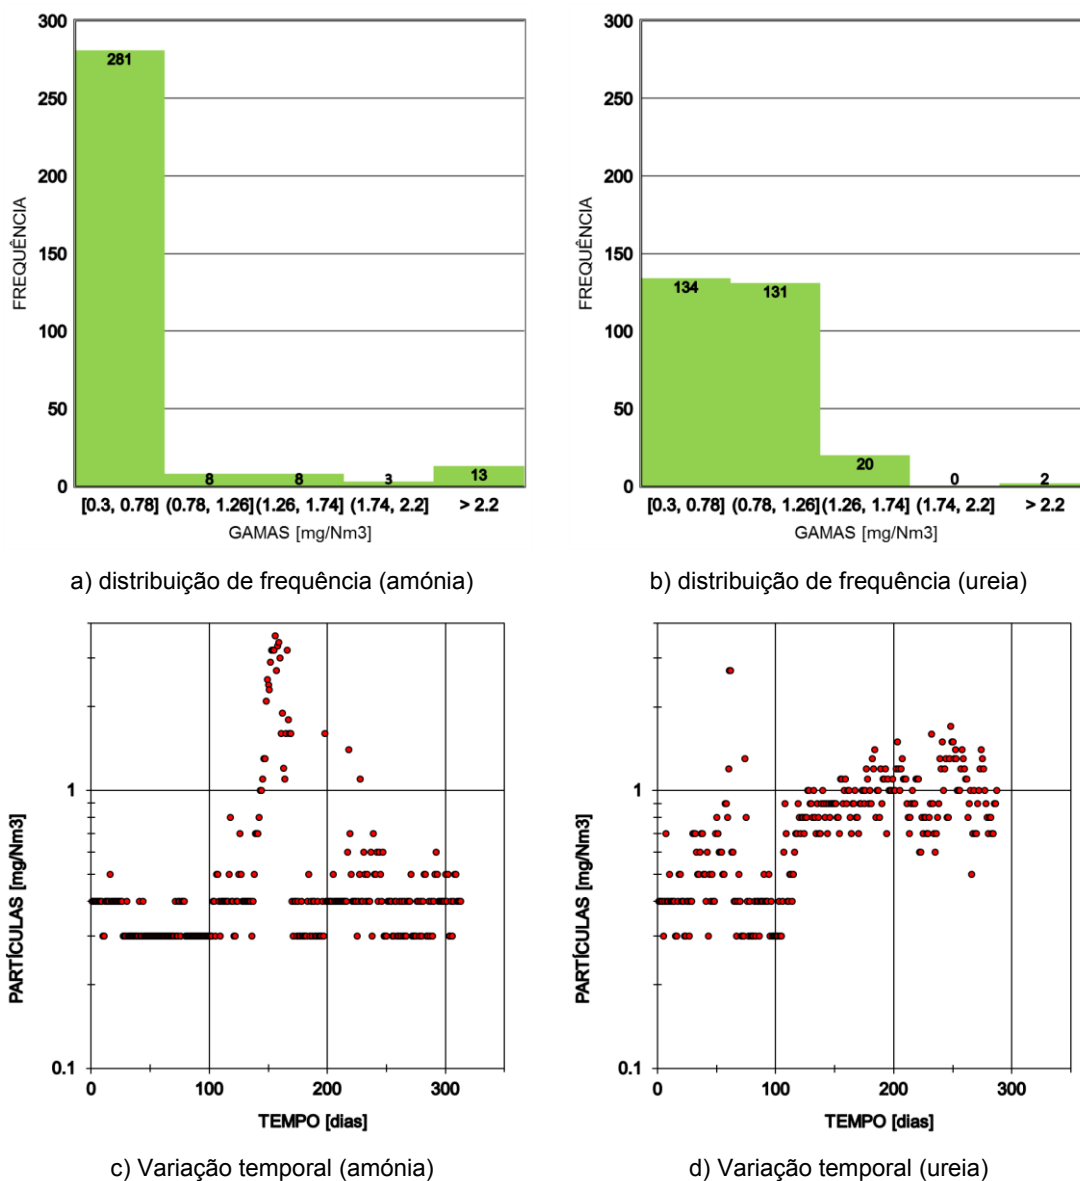 300
250
200
150
100
50
0
FREQUÊNCIA
281
8
8
3
13
[0.3, 0.78] (0.78, 1.26] (1.26, 1.74] (1.74, 2.2] > 2.2
GAMAS [mg/Nm3]
300
250
200
150
100
50
0
FREQUÊNCIA
134
131
20
0
2
[0.3, 0.78] (0.78, 1.26] (1.26, 1.74] (1.74, 2.2] > 2.2
GAMAS [mg/Nm3]
a) distribuição de frequência (amónia)
b) distribuição de frequência (ureia)
PARTÍCULAS [mg/Nm3]
1
0.1
0 100 200 300
TEMPO [dias]
PARTÍCULAS [mg/Nm3]
1
0.1
0 100 200 300
TEMPO [dias]
c) Variação temporal (amónia)
d) Variação temporal (ureia)